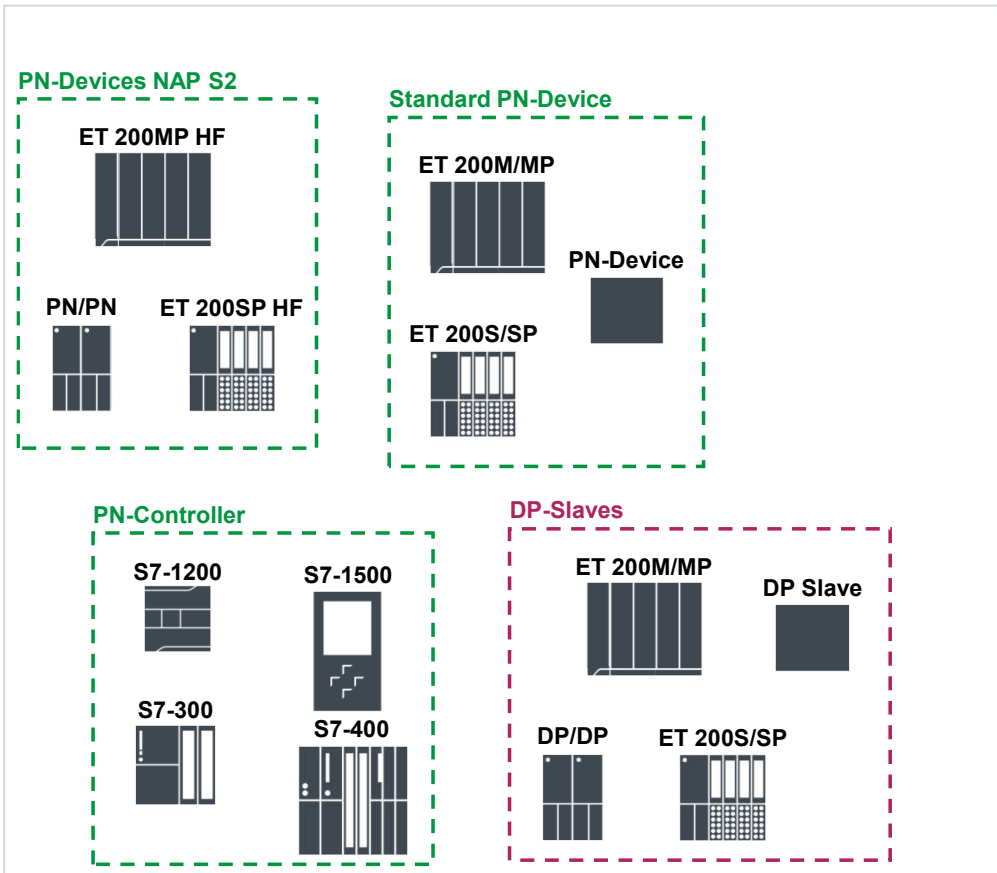 PN-Devices NAP S2
ET 200MP HF
PN/PN
ET 200SP HF
Standard PN-Device
ET 200M/MP
PN-Device
ET 200S/SP
PN-Controller
S7-1200
S7-1500
S7-300
S7-400
DP-Slaves
ET 200M/MP
DP Slave
DP/DP
ET 200S/SP